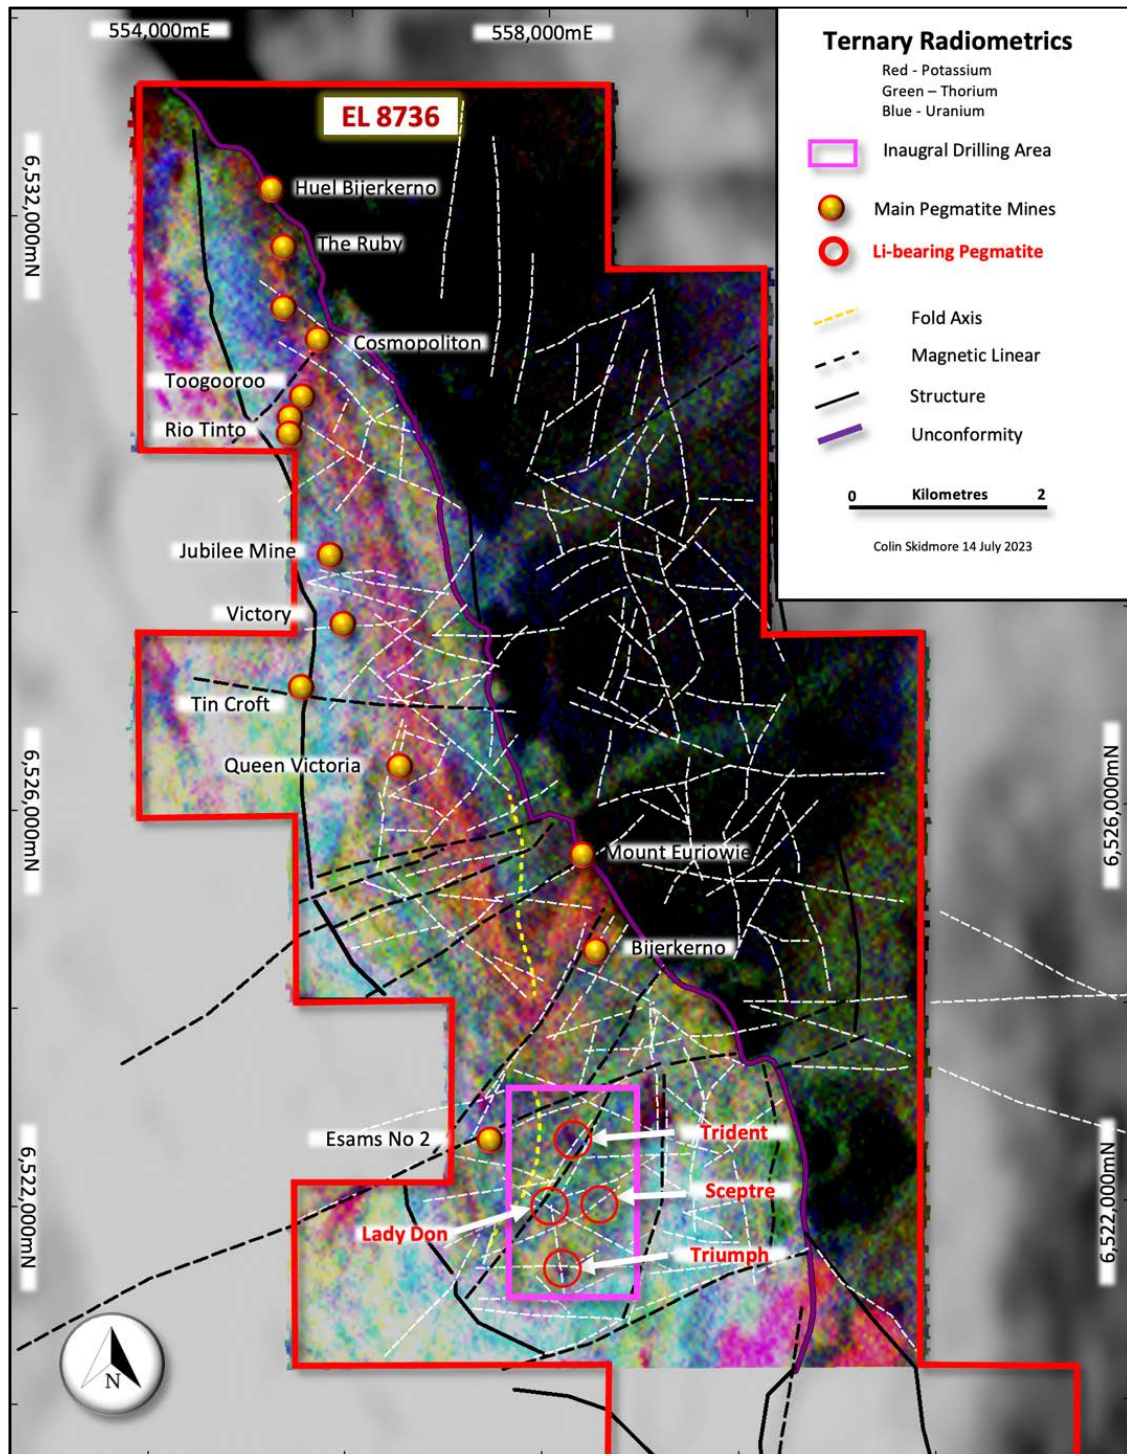 554,000mE
558,000mE
Ternary Radiometrics
Red - Potassium
Green – Thorium
Blue - Uranium
Inaugral Drilling Area
Main Pegmatite Mines
Li-bearing Pegmatite
Fold Axis
Magnetic Linear
Structure
Unconformity
0 Kilometres 2
Colin Skidmore 14 July 2023
EL 8736
6,532,000mN
Huel Bijerkerno
The Ruby
Cosmopoliton
Toogooroo
Rio Tinto
Jubilee Mine
Victory
Tin Croft
Queen Victoria
6,526,000mN
6,526,000mN
Mount Euriowie
Bijerkerno
Esams No 2
Trident
Sceptre
Lady Don
Triumph
6,522,000mN
6,522,000mN
N